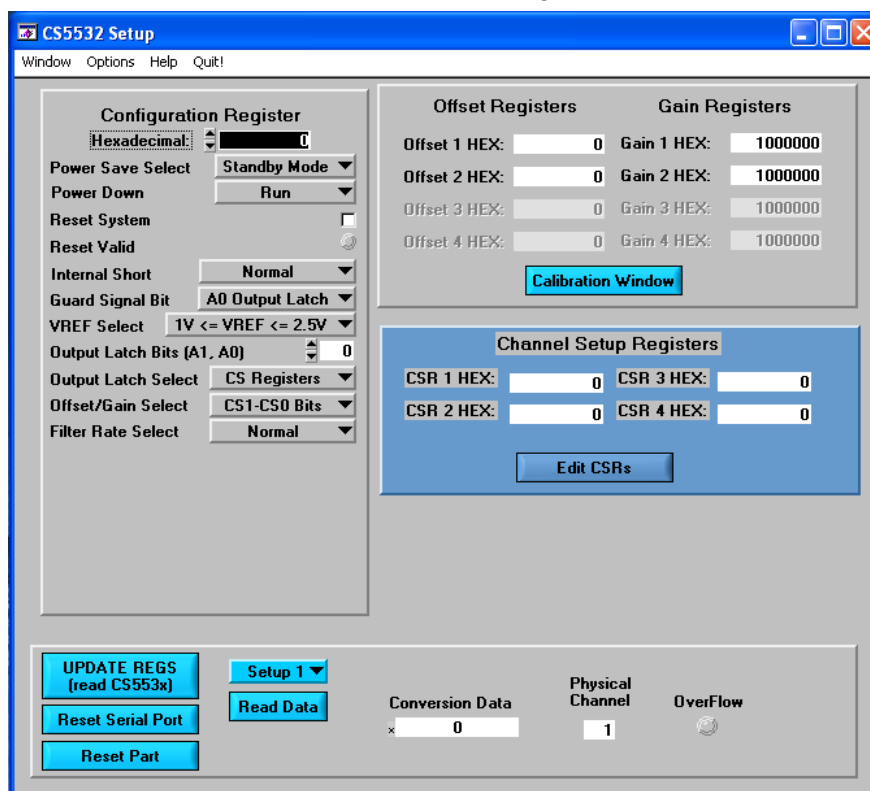 CS5532 Setup
Window Options Help Quit!
Configuration Register
Hexadecimal: 0
Power Save Select Standby Mode
Power Down Run
Reset System
Reset Valid
Internal Short Normal
Guard Signal Bit A0 Output Latch
VREF Select 1V <= VREF <= 2.5V
Output Latch Bits (A1, A0) 0
Output Latch Select CS Registers
Offset/Gain Select CS1-CS0 Bits
Filter Rate Select Normal
Offset Registers Gain Registers
Offset 1 HEX: 0 Gain 1 HEX: 1000000
Offset 2 HEX: 0 Gain 2 HEX: 1000000
Offset 3 HEX: 0 Gain 3 HEX: 1000000
Offset 4 HEX: 0 Gain 4 HEX: 1000000
Calibration Window
Channel Setup Registers
CSR 1 HEX: 0 CSR 3 HEX: 0
CSR 2 HEX: 0 CSR 4 HEX: 0
Edit CSRs
UPDATE REGS
(read CS553x)
Reset Serial Port
Reset Part
Setup 1
Read Data
Conversion Data
x 0
Physical
Channel
1
OverFlow